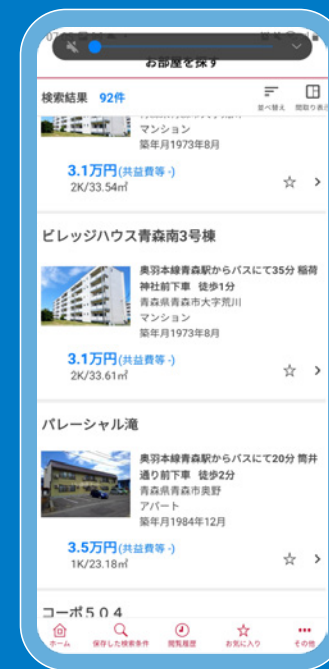 お部屋を探す
検索結果 92件
並べ替え 間取り表示
マンション
築年月1973年8月
3.1万円(共益費等 -)
2K/33.54㎡
ビレッジハウス青森南3号棟
奥羽本線青森駅からバスにて35分 稲荷
神社前下車 徒歩1分
青森県青森市大字荒川
マンション
築年月1973年8月
3.1万円(共益費等 -)
2K/33.61㎡
パレーシャル滝
奥羽本線青森駅からバスにて20分 筒井
通り前下車 徒歩2分
青森県青森市奥野
アパート
築年月1984年12月
3.5万円(共益費等 -)
1K/23.18㎡
コーポ５０４
ホーム 保存した検索条件 閲覧履歴 お気に入り その他